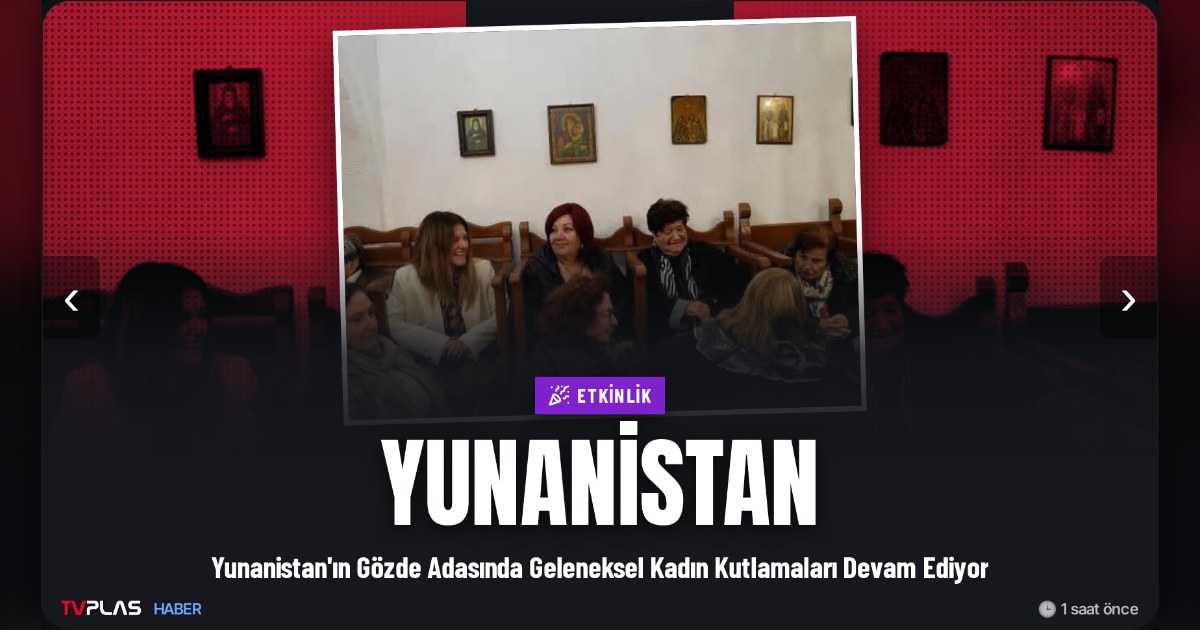 ETKİNLİK
YUNANİSTAN
Yunanistan'ın Gözde Adasında Geleneksel Kadın Kutlamaları Devam Ediyor
TVPLAS HABER
1 saat önce